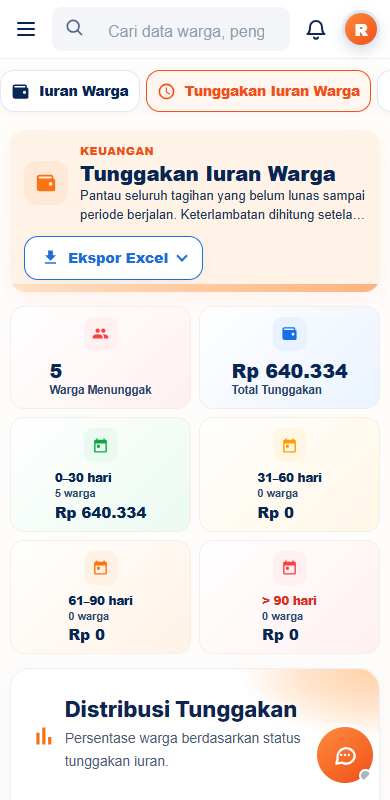 Cari data warga, peng
R
Iuran Warga
Tunggakan Iuran Warga
KEUANGAN
Tunggakan Iuran Warga
Pantau seluruh tagihan yang belum lunas sampai
periode berjalan. Keterlambatan dihitung setela...
Ekspor Excel
5
Warga Menunggak
Rp 640.334
Total Tunggakan
0–30 hari
5 warga
Rp 640.334
31–60 hari
0 warga
Rp 0
61–90 hari
0 warga
Rp 0
> 90 hari
0 warga
Rp 0
Distribusi Tunggakan
Persentase warga berdasarkan status
tunggakan iuran.